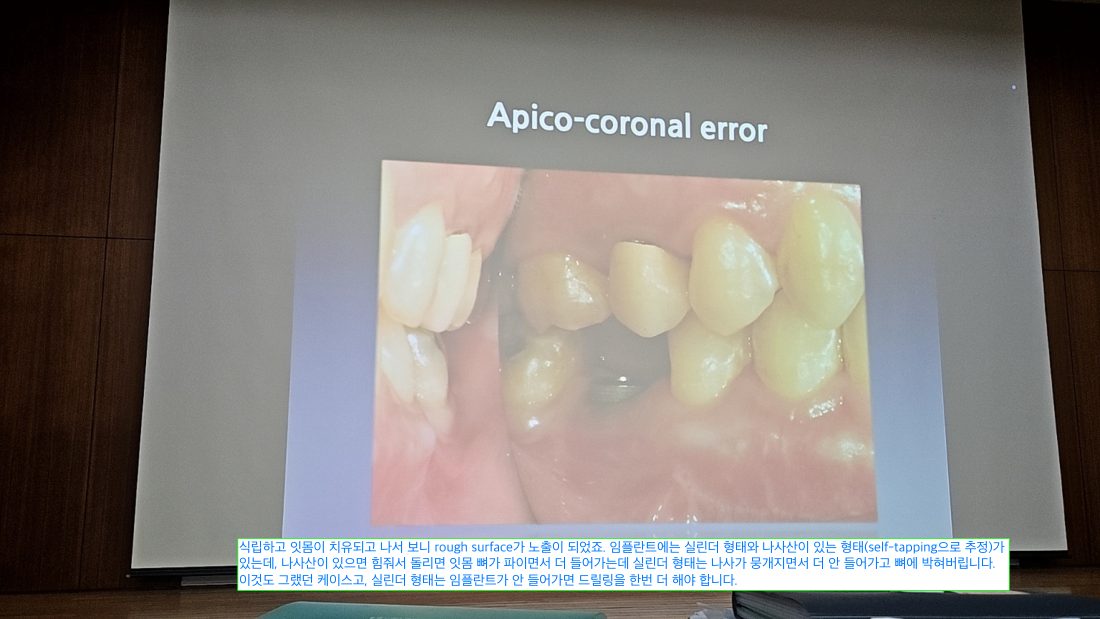 Apico-coronal error
식립하고 잇몸이 치유되고 나서 보니 rough surface가 노출이 되었죠. 임플란트에는 실린더 형태와 나사산이 있는 형태(self-tapping으로 추정)가
있는데, 나사산이 있으면 힘줘서 돌리면 잇몸 뼈가 파이면서 더 들어가는데 실린더 형태는 나사가 뭉개지면서 더 안 들어가고 뼈에 박혀버립니다.
이것도 그랬던 케이스고, 실린더 형태는 임플란트가 안 들어가면 드릴링을 한번 더 해야 합니다.